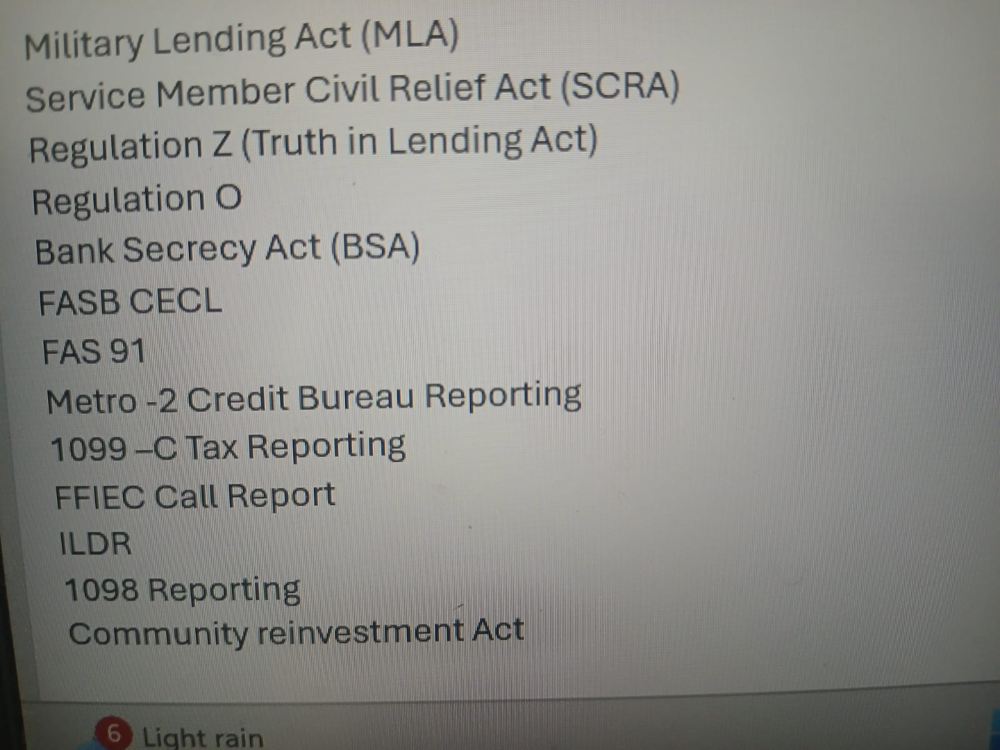 Military Lending Act (MLA)
Service Member Civil Relief Act (SCRA)
Regulation Z (Truth in Lending Act)
Regulation O
Bank Secrecy Act (BSA)
FASB CECL
FAS 91
Metro -2 Credit Bureau Reporting
1099 –C Tax Reporting
FFIEC Call Report
ILDR
1098 Reporting
Community reinvestment Act
6 Light rain